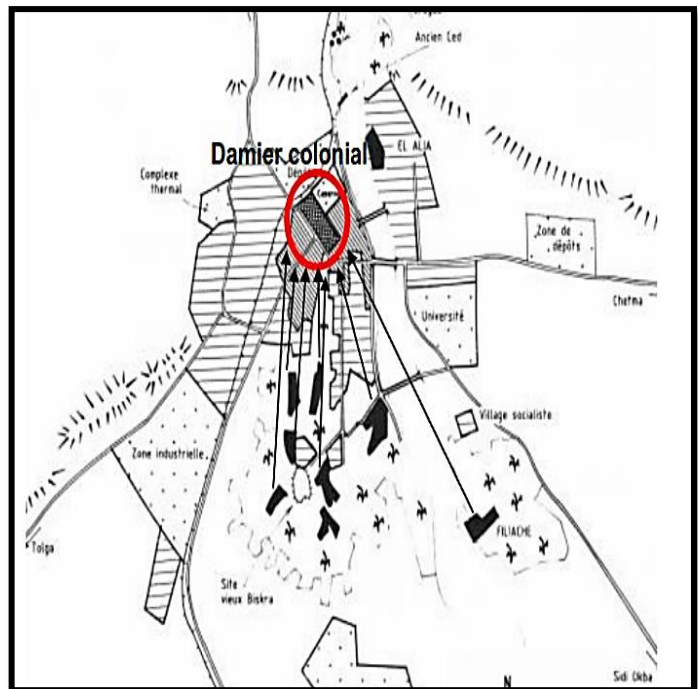 Ancien Ced
Damier colonial
EL ALIA
Complexe
thermal
Zone de
dépôts
Chetma
Université
Village socialiste
Zone industrielle
FILIACHE
Tolga
Site
vieux Biskra
N
Sidi Okba